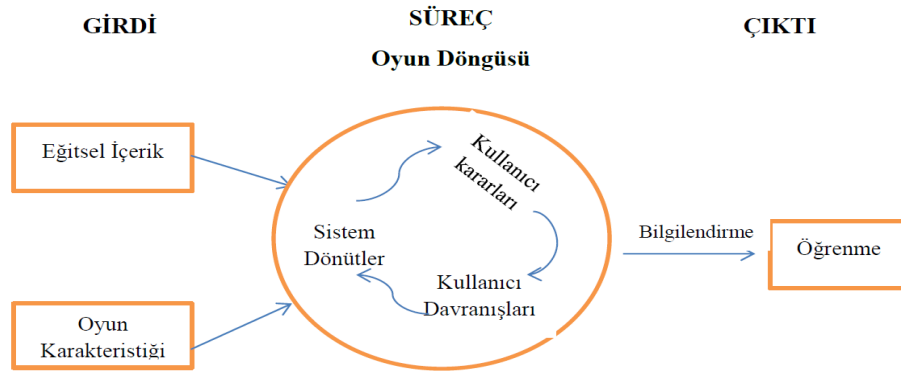 GİRDİ
SÜREÇ
Oyun Döngüsü
ÇIKTI
Eğitsel İçerik
Oyun
Karakteristiği
Kullanıcı
kararları
Kullanıcı
Davranışları
Sistem
Dönütler
Bilgilendirme
Öğrenme